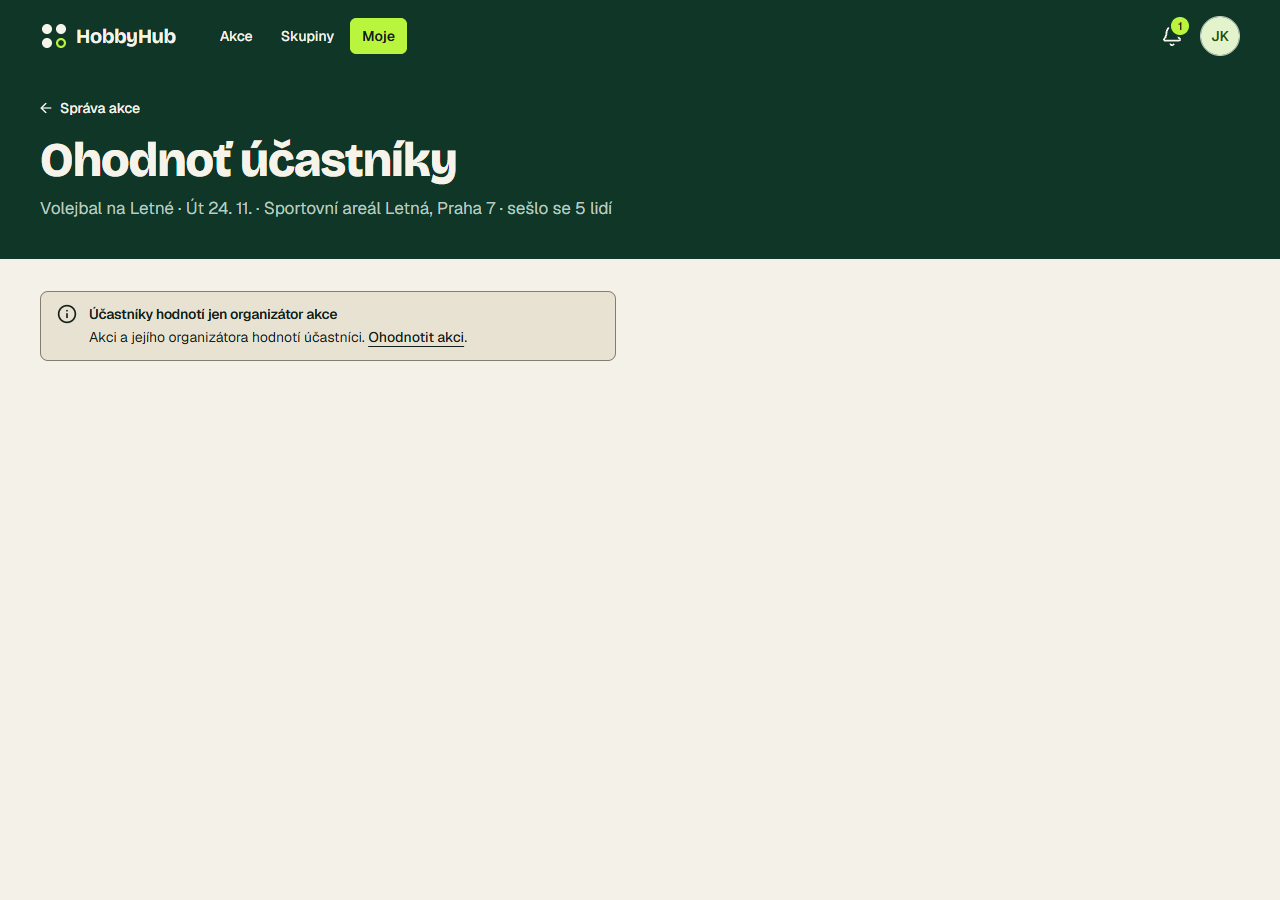 HobbyHub
Akce
Skupiny
Moje
1
JK
Správa akce
Ohodnoť účastníky
Volejbal na Letné · Út 24. 11. · Sportovní areál Letná, Praha 7 · sešlo se 5 lidí
Účastníky hodnotí jen organizátor akce
Akci a jejího organizátora hodnotí účastníci. Ohodnotit akci.